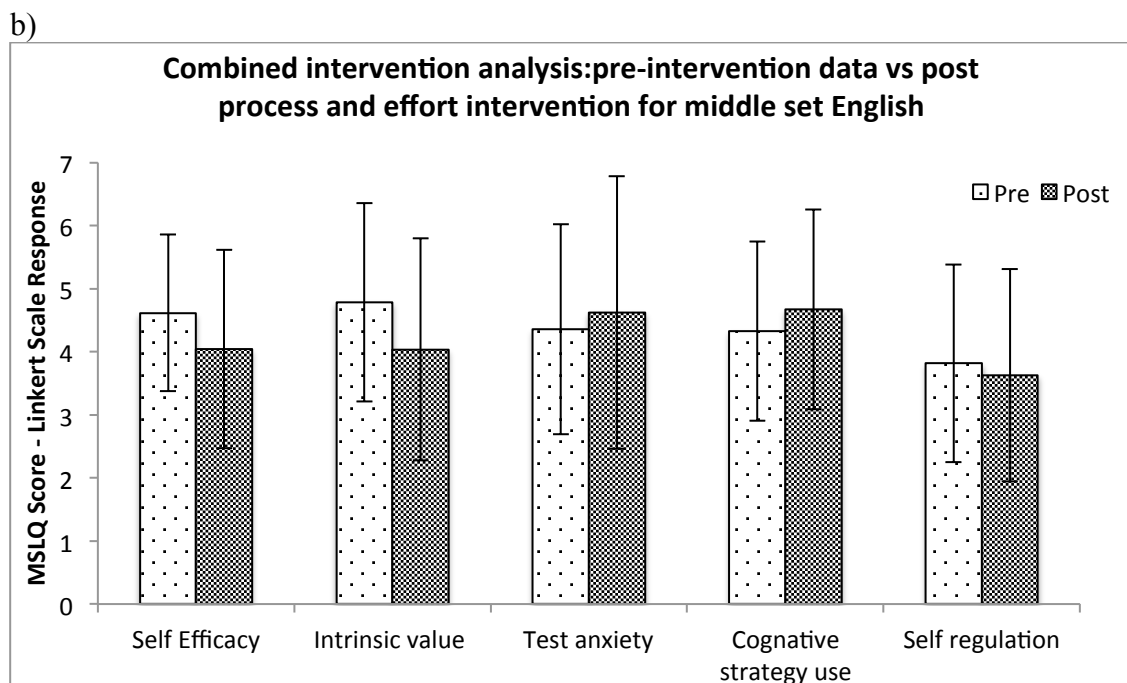 b)
Combined intervention analysis:pre-intervention data vs post
process and effort intervention for middle set English
MSLQ Score - Linkert Scale Response
7
6
5
4
3
2
1
0
Pre Post
Self Efficacy
Intrinsic value
Test anxiety
Cognative
strategy use
Self regulation